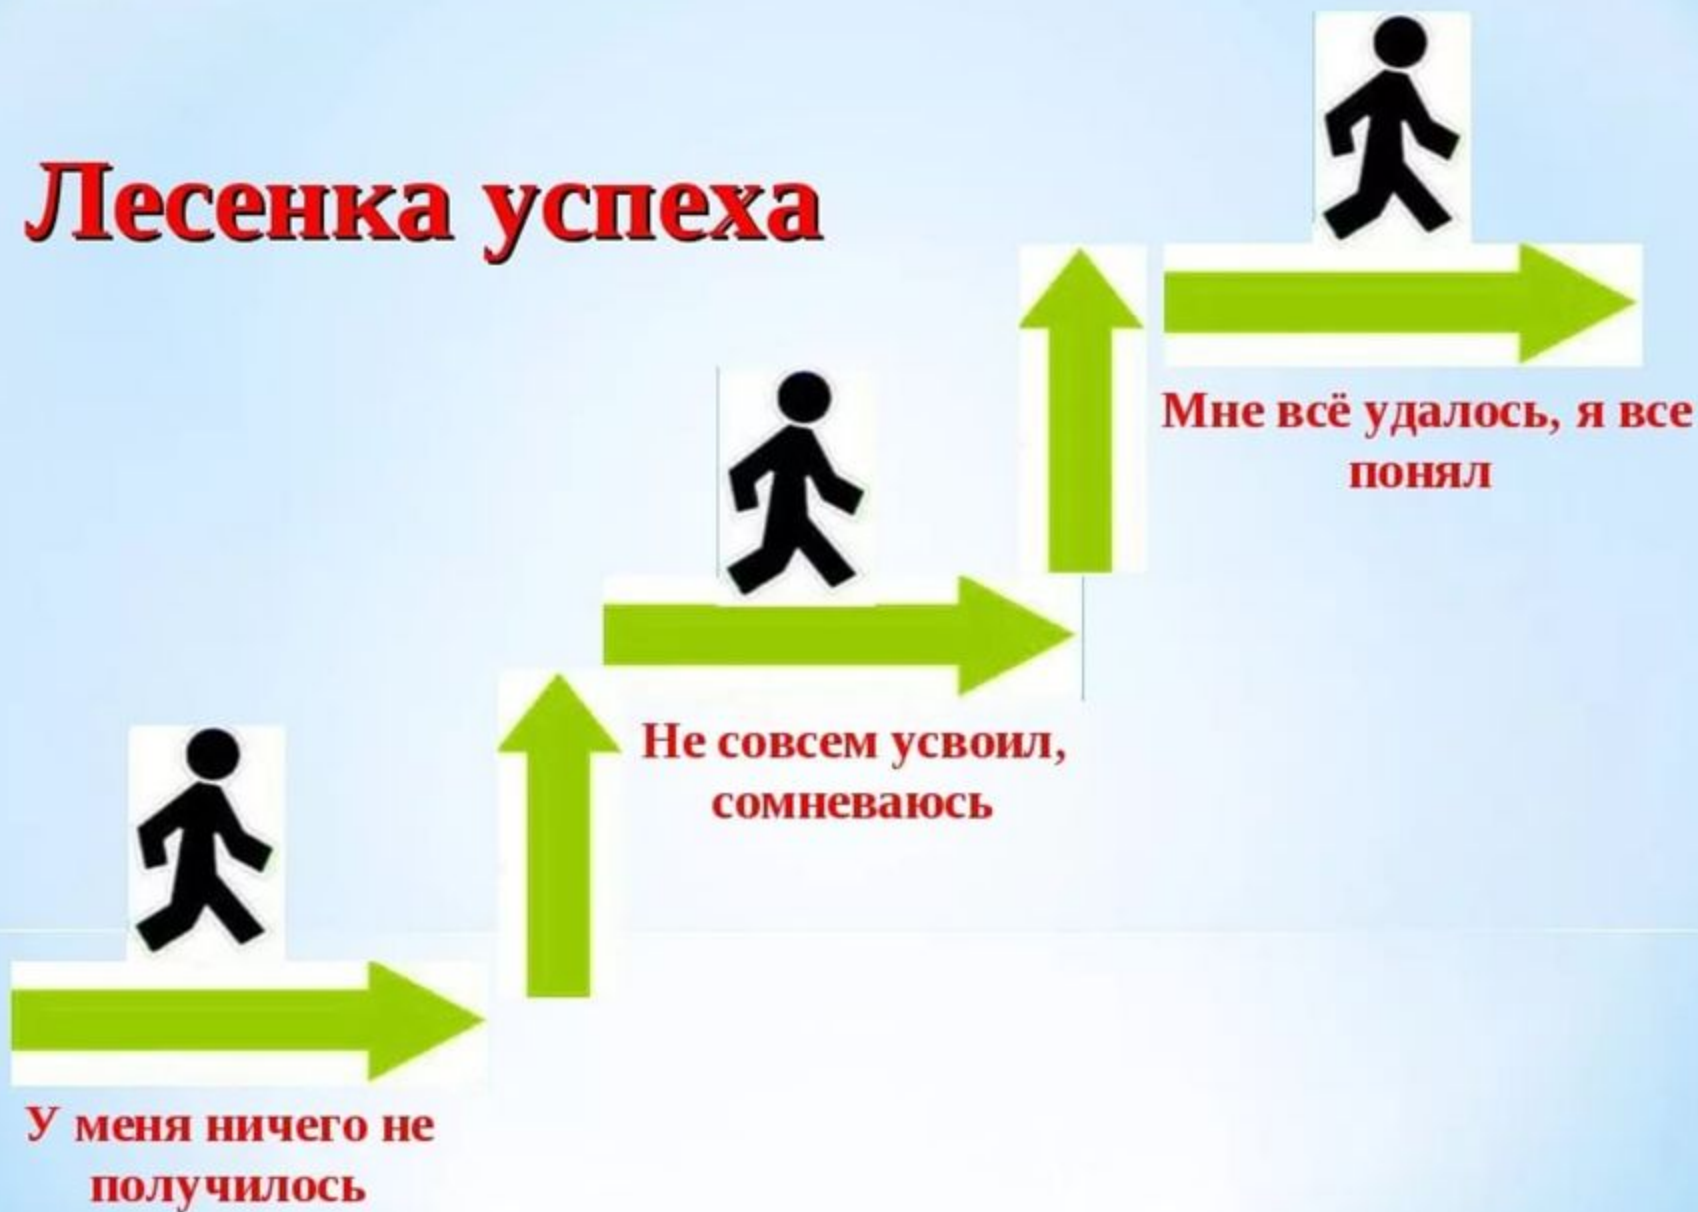 Лесенка успеха
Мне всё удалось, я все
понял
Не совсем усвоил,
сомневаюсь
У меня ничего не
получилось